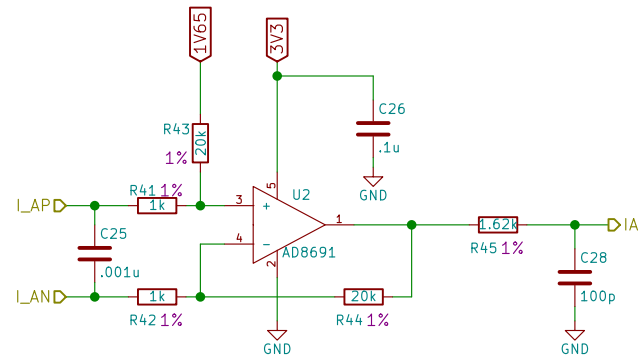 1V65
3V3
C26
.1u
GND
R43
20k
1%
U2
I_AP
R41 1%
1k
3
+
5
1
4
-
2
AD8691
C25
.001u
I_AN
1k
R42 1%
20k
R44 1%
GND
1.62k
R45 1%
IA
C28
100p
GND